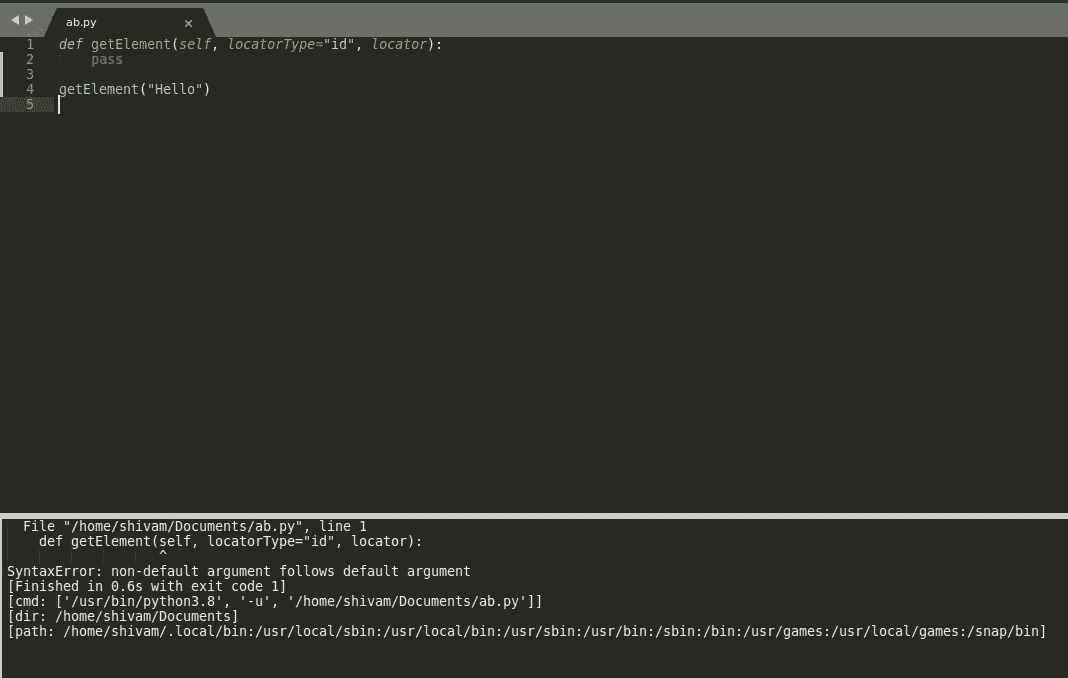 ab.py ×
1 def getElement(self, locatorType="id", locator):
2 pass
3
4 getElement("Hello")
5
File "/home/shivam/Documents/ab.py", line 1
def getElement(self, locatorType="id", locator):
^
SyntaxError: non-default argument follows default argument
[Finished in 0.6s with exit code 1]
[cmd: ['/usr/bin/python3.8', '-u', '/home/shivam/Documents/ab.py']]
[dir: /home/shivam/Documents]
[path: /home/shivam/.local/bin:/usr/local/sbin:/usr/local/bin:/usr/sbin:/usr/bin:/sbin:/bin:/usr/games:/usr/local/games:/snap/bin]